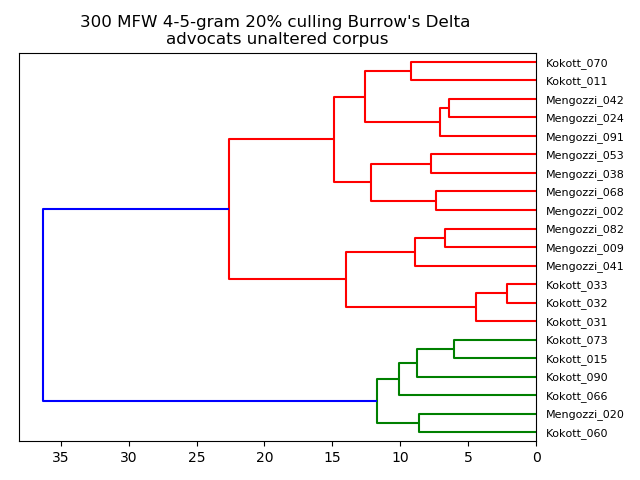 300 MFW 4-5-gram 20% culling Burrow's Delta
advocats unaltered corpus
Kokott_070
Kokott_011
Mengozzi_042
Mengozzi_024
Mengozzi_091
Mengozzi_053
Mengozzi_038
Mengozzi_068
Mengozzi_002
Mengozzi_082
Mengozzi_009
Mengozzi_041
Kokott_033
Kokott_032
Kokott_031
Kokott_073
Kokott_015
Kokott_090
Kokott_066
Mengozzi_020
Kokott_060
35 30 25 20 15 10 5 0